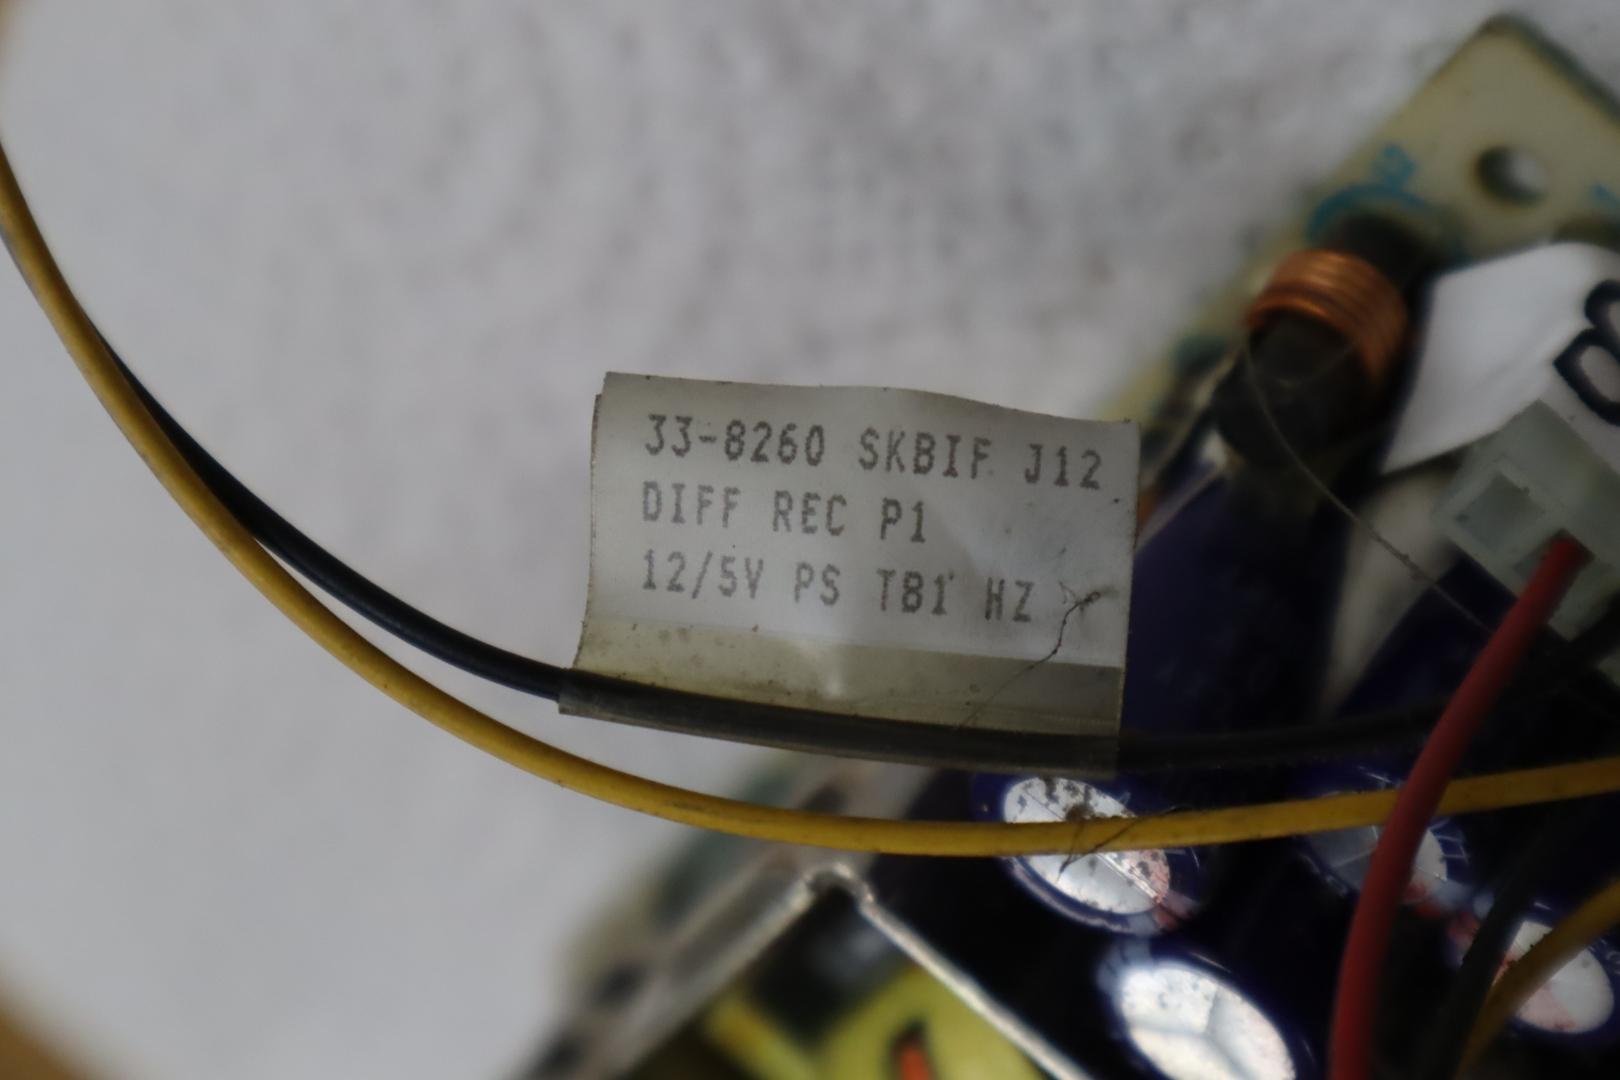 33-8260 SKBIF J12
DIFF REC P1
12/5V PS TB1 HZ